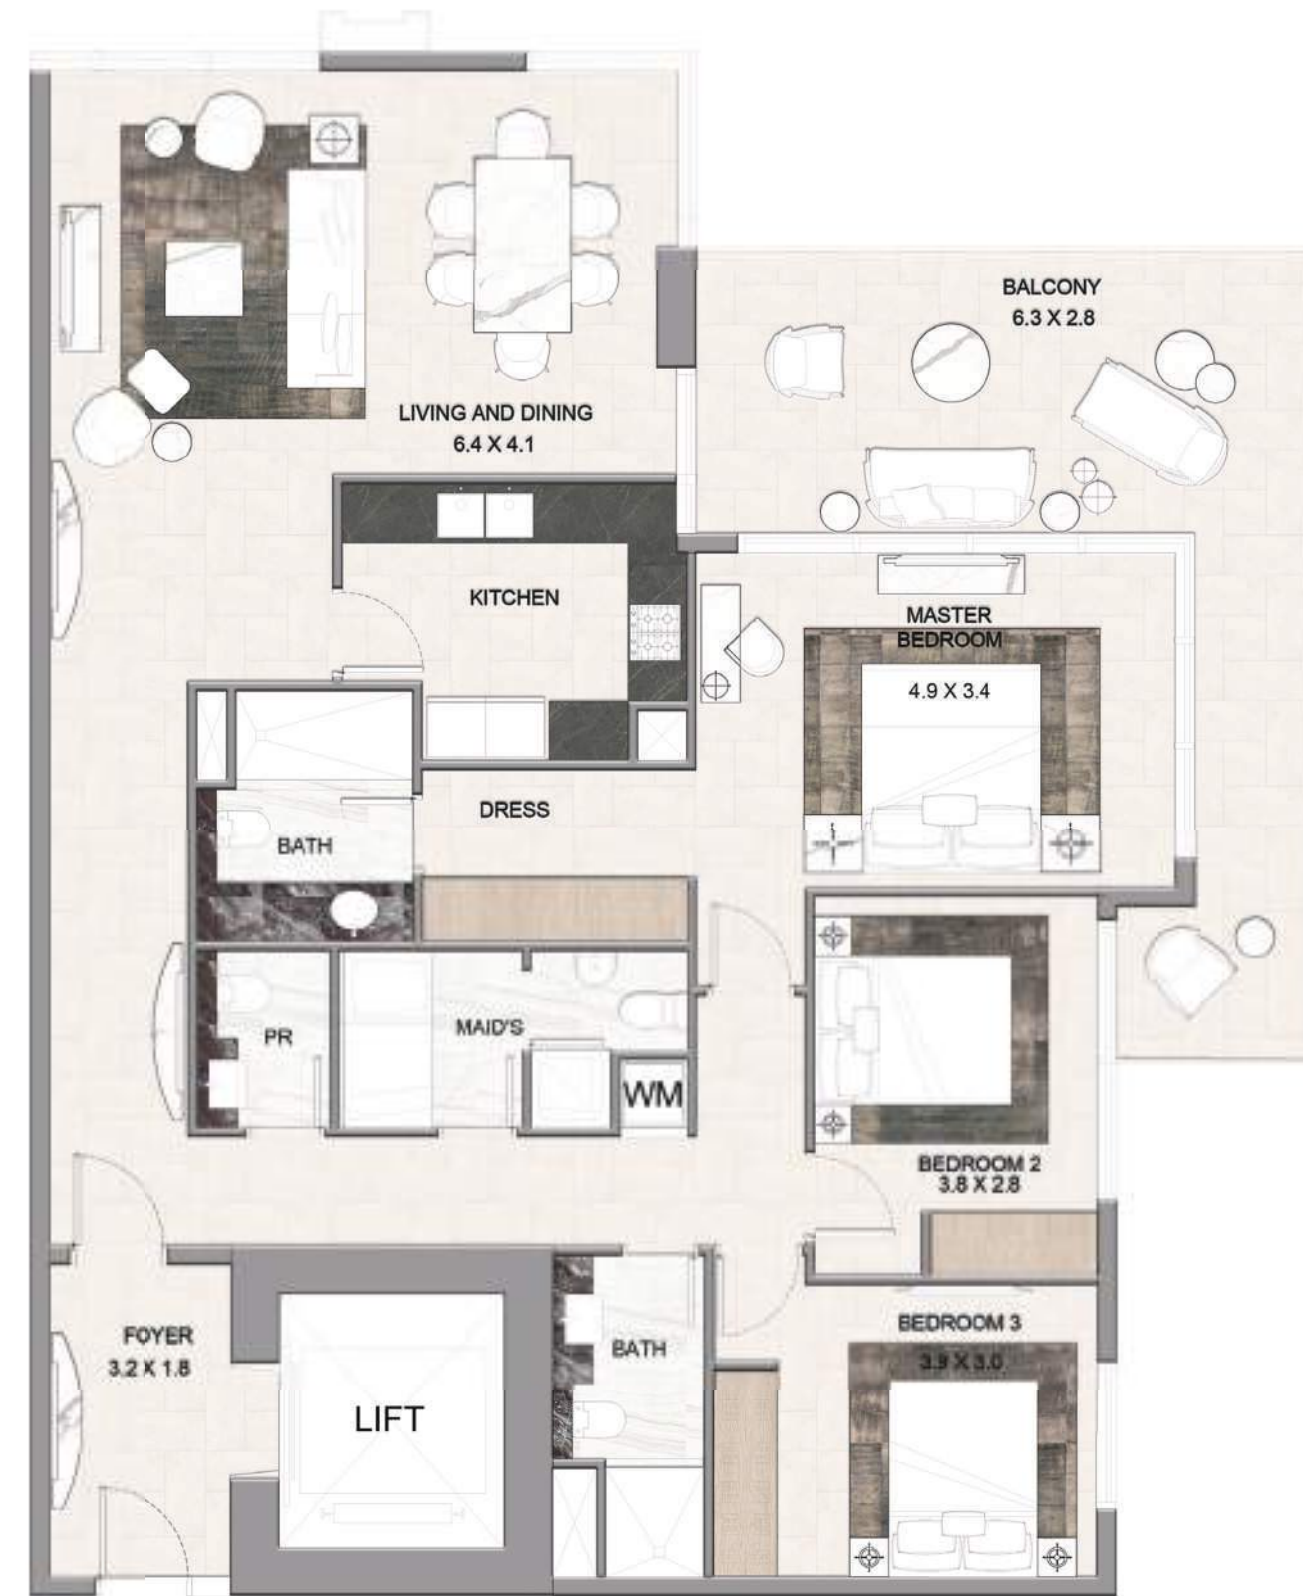 BALCONY
6.3 X 2.8
LIVING AND DINING
6.4 X 4.1
KITCHEN
MASTER
BEDROOM
4.9 X 3.4
DRESS
BATH
PR
MAID'S
WM
BEDROOM 2
3.8 X 2.8
FOYER
3.2 X 1.8
LIFT
BATH
BEDROOM 3
3.9 X 3.0